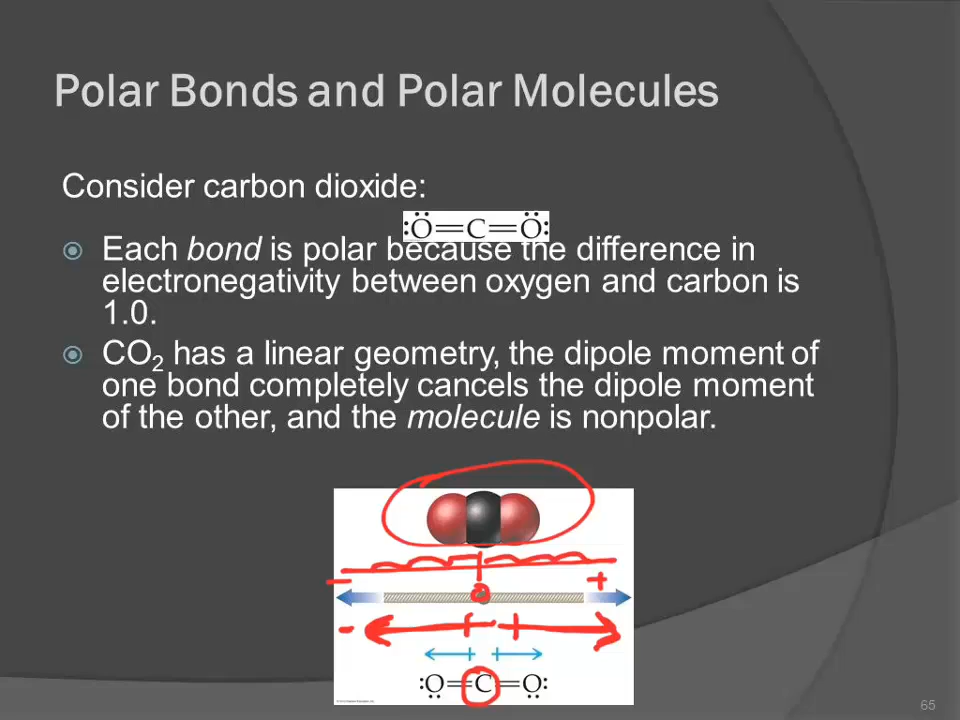 Polar Bonds and Polar Molecules
Consider carbon dioxide:
:Ö=C=Ö:
Each bond is polar because the difference in
electronegativity between oxygen and carbon is
1.0.
CO₂ has a linear geometry, the dipole moment of
one bond completely cancels the dipole moment
of the other, and the molecule is nonpolar.
- +
0
-
:O=C=O:
65